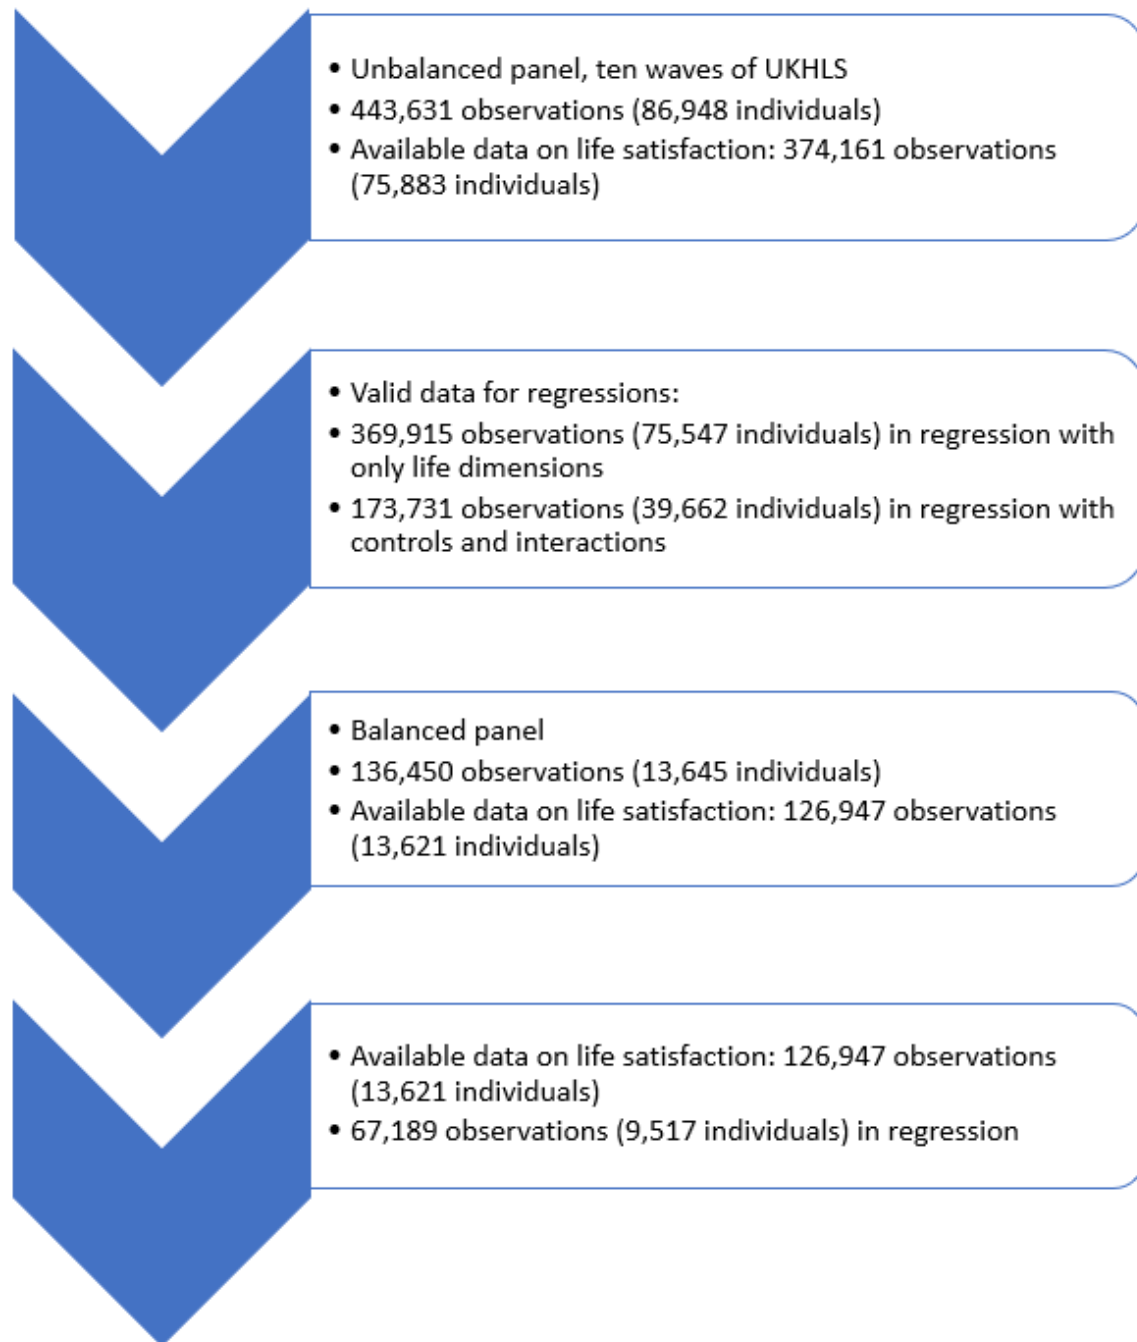 • Unbalanced panel, ten waves of UKHLS
• 443,631 observations (86,948 individuals)
• Available data on life satisfaction: 374,161 observations
(75,883 individuals)
• Valid data for regressions:
• 369,915 observations (75,547 individuals) in regression with
only life dimensions
• 173,731 observations (39,662 individuals) in regression with
controls and interactions
• Balanced panel
• 136,450 observations (13,645 individuals)
• Available data on life satisfaction: 126,947 observations
(13,621 individuals)
• Available data on life satisfaction: 126,947 observations
(13,621 individuals)
• 67,189 observations (9,517 individuals) in regression